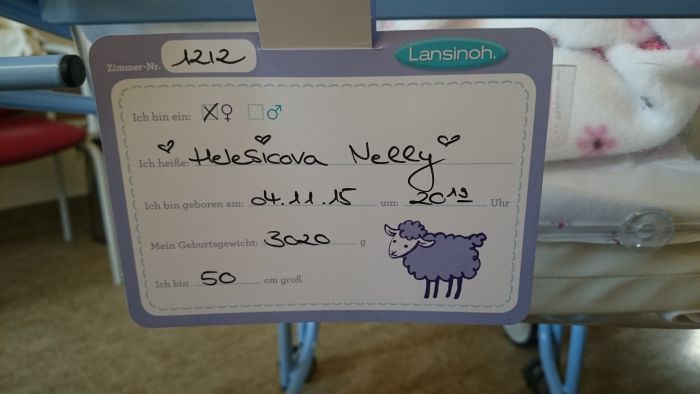 Zimmer-Nr. 1212
Lansinoh.
Ich bin ein: ☒♀ ☐♂
Ich heiße: Helešicova Nelly
Ich bin geboren am: 04.11.15 um: 20¹⁹ Uhr
Mein Geburtsgewicht: 3020 g
Ich bin 50 cm groß